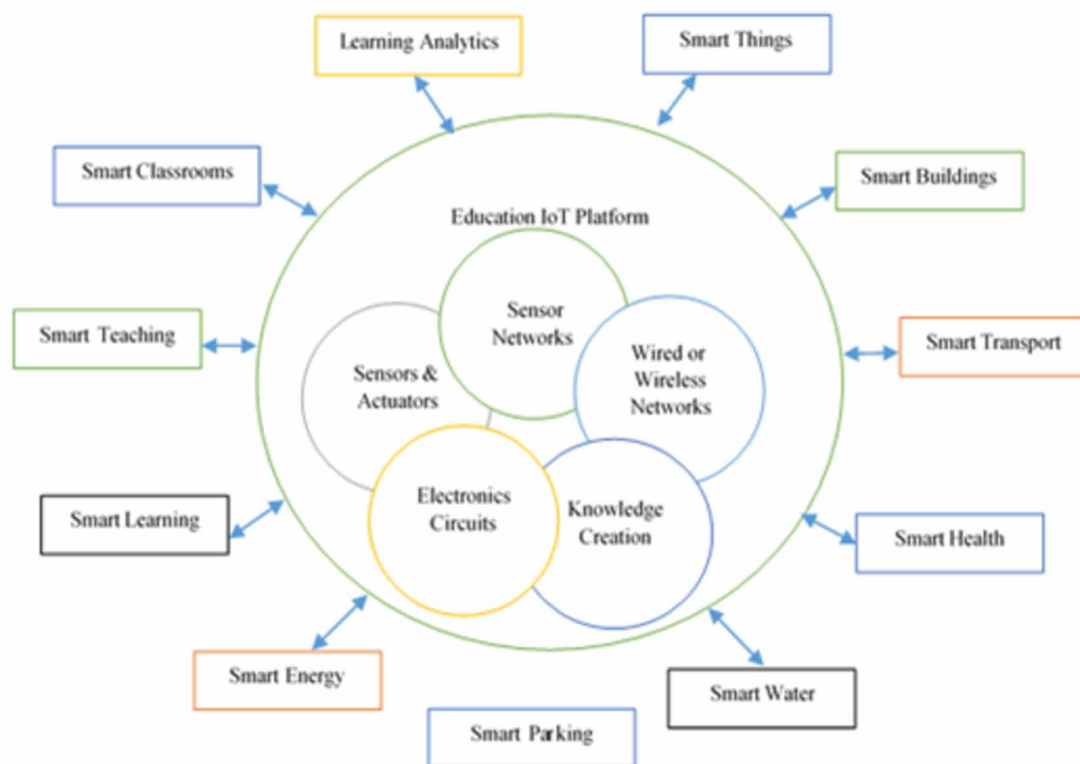 Learning Analytics
Smart Things
Smart Classrooms
Smart Buildings
Education IoT Platform
Sensor
Networks
Smart Teaching
Smart Transport
Sensors &
Actuators
Wired or
Wireless
Networks
Smart Learning
Electronics
Circuits
Knowledge
Creation
Smart Health
Smart Energy
Smart Water
Smart Parking